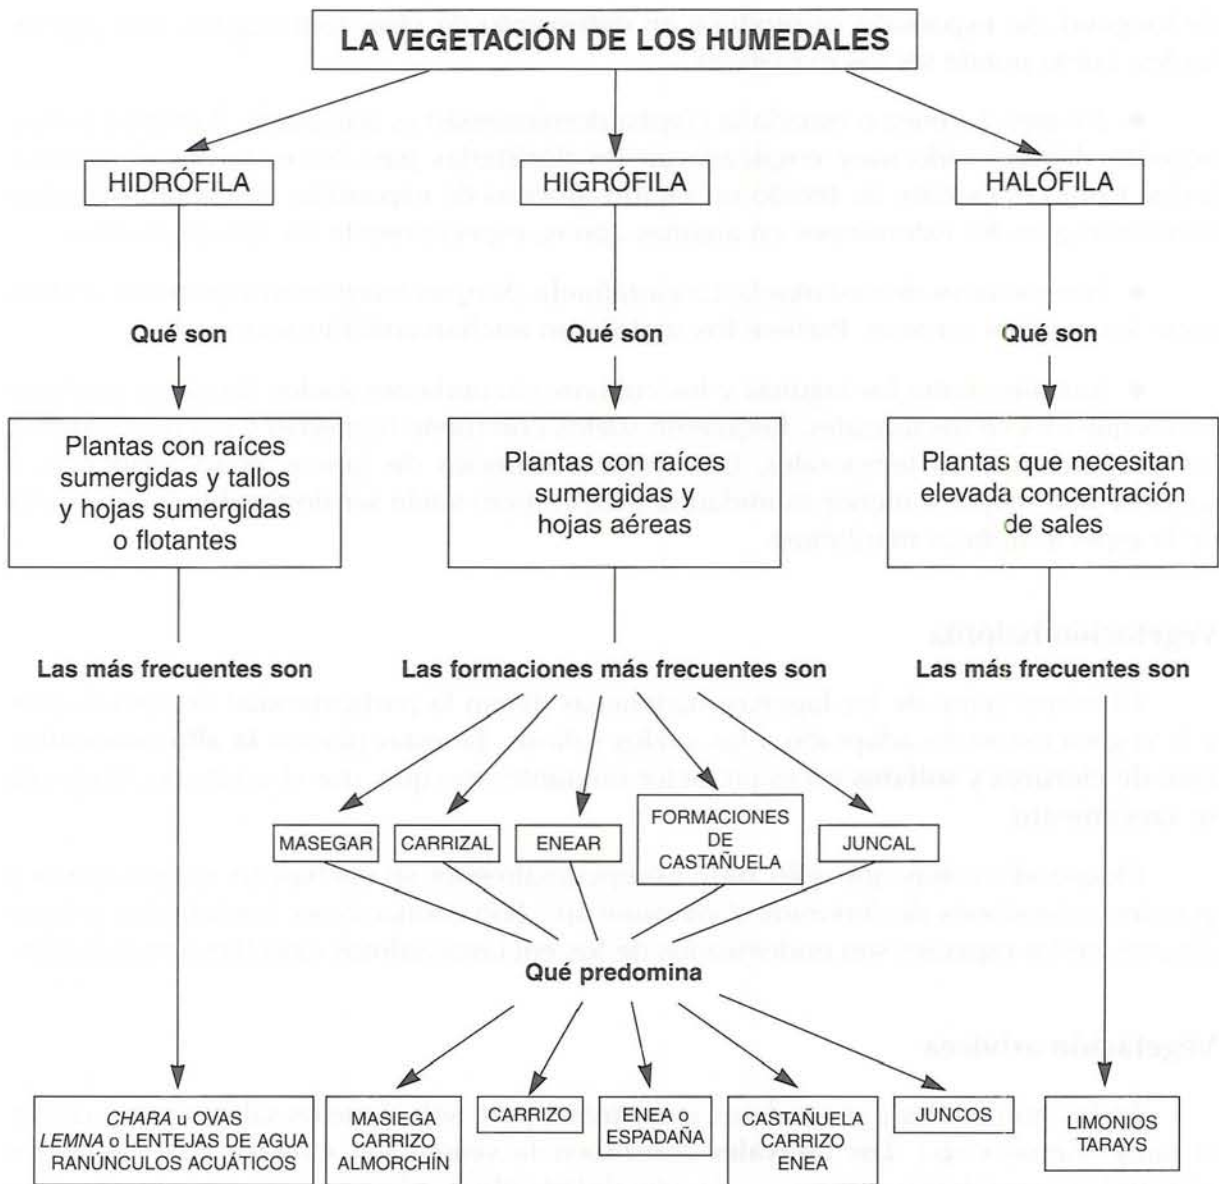 LA VEGETACIÓN DE LOS HUMEDALES
HIDRÓFILA
HIGRÓFILA
HALÓFILA
Qué son
Qué son
Qué son
Plantas con raíces
sumergidas y tallos
y hojas sumergidas
o flotantes
Plantas con raíces
sumergidas y
hojas aéreas
Plantas que necesitan
elevada concentración
de sales
Las más frecuentes son
Las formaciones más frecuentes son
Las más frecuentes son
MASEGAR
CARRIZAL
ENEAR
FORMACIONES
DE
CASTAÑUELA
JUNCAL
Qué predomina
CHARA u OVAS
LEMNA o LENTEJAS DE AGUA
RANÚNCULOS ACUÁTICOS
MASIEGA
CARRIZO
ALMORCHÍN
CARRIZO
ENEA o
ESPADAÑA
CASTAÑUELA
CARRIZO
ENEA
JUNCOS
LIMONIOS
TARAYS